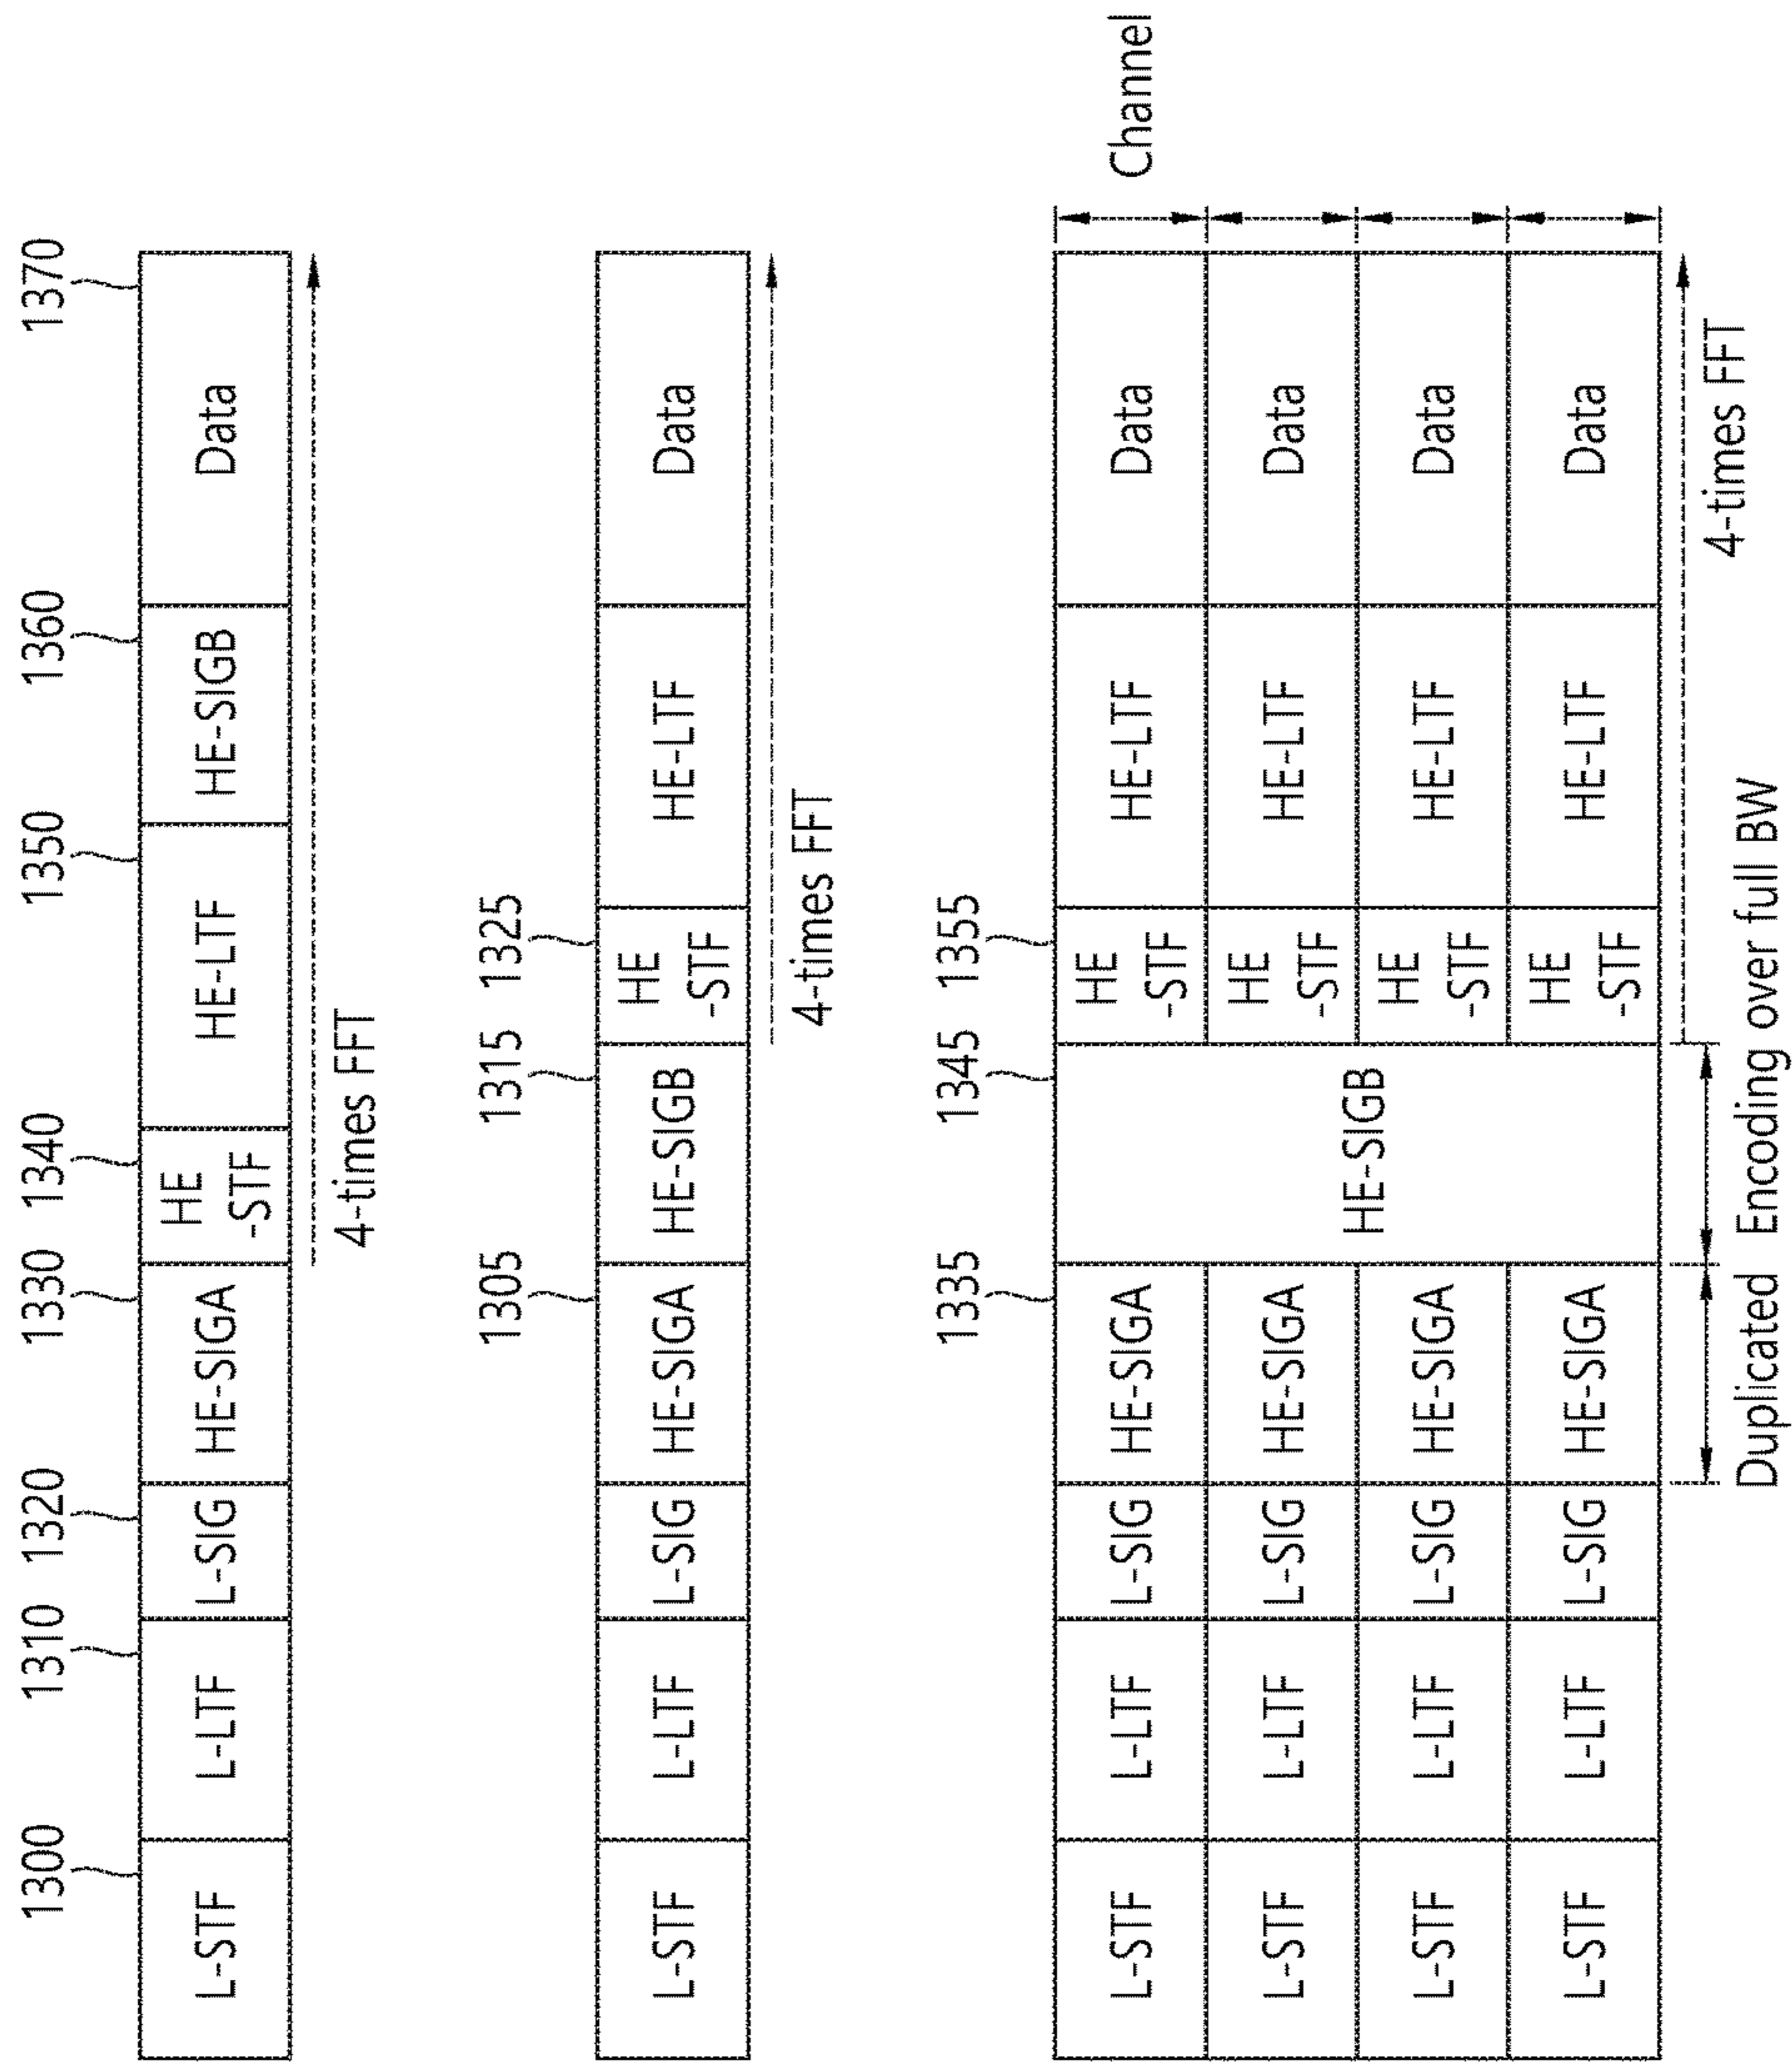 1300 1310 1320 1330 1340 1350 1360 1370
L-STF L-LTF L-SIG HE-SIGA HE
-STF HE-LTF HE-SIGB Data
4-times FFT
1305 1315 1325
L-STF L-LTF L-SIG HE-SIGA HE-SIGB HE
-STF HE-LTF Data
4-times FFT
1335 1345 1355
Channel
L-STF L-LTF L-SIG HE-SIGA HE
-STF HE-LTF Data
L-STF L-LTF L-SIG HE-SIGA HE
-STF HE-LTF Data
HE-SIGB
L-STF L-LTF L-SIG HE-SIGA HE
-STF HE-LTF Data
L-STF L-LTF L-SIG HE-SIGA HE
-STF HE-LTF Data
4-times FFT
Duplicated Encoding over full BW